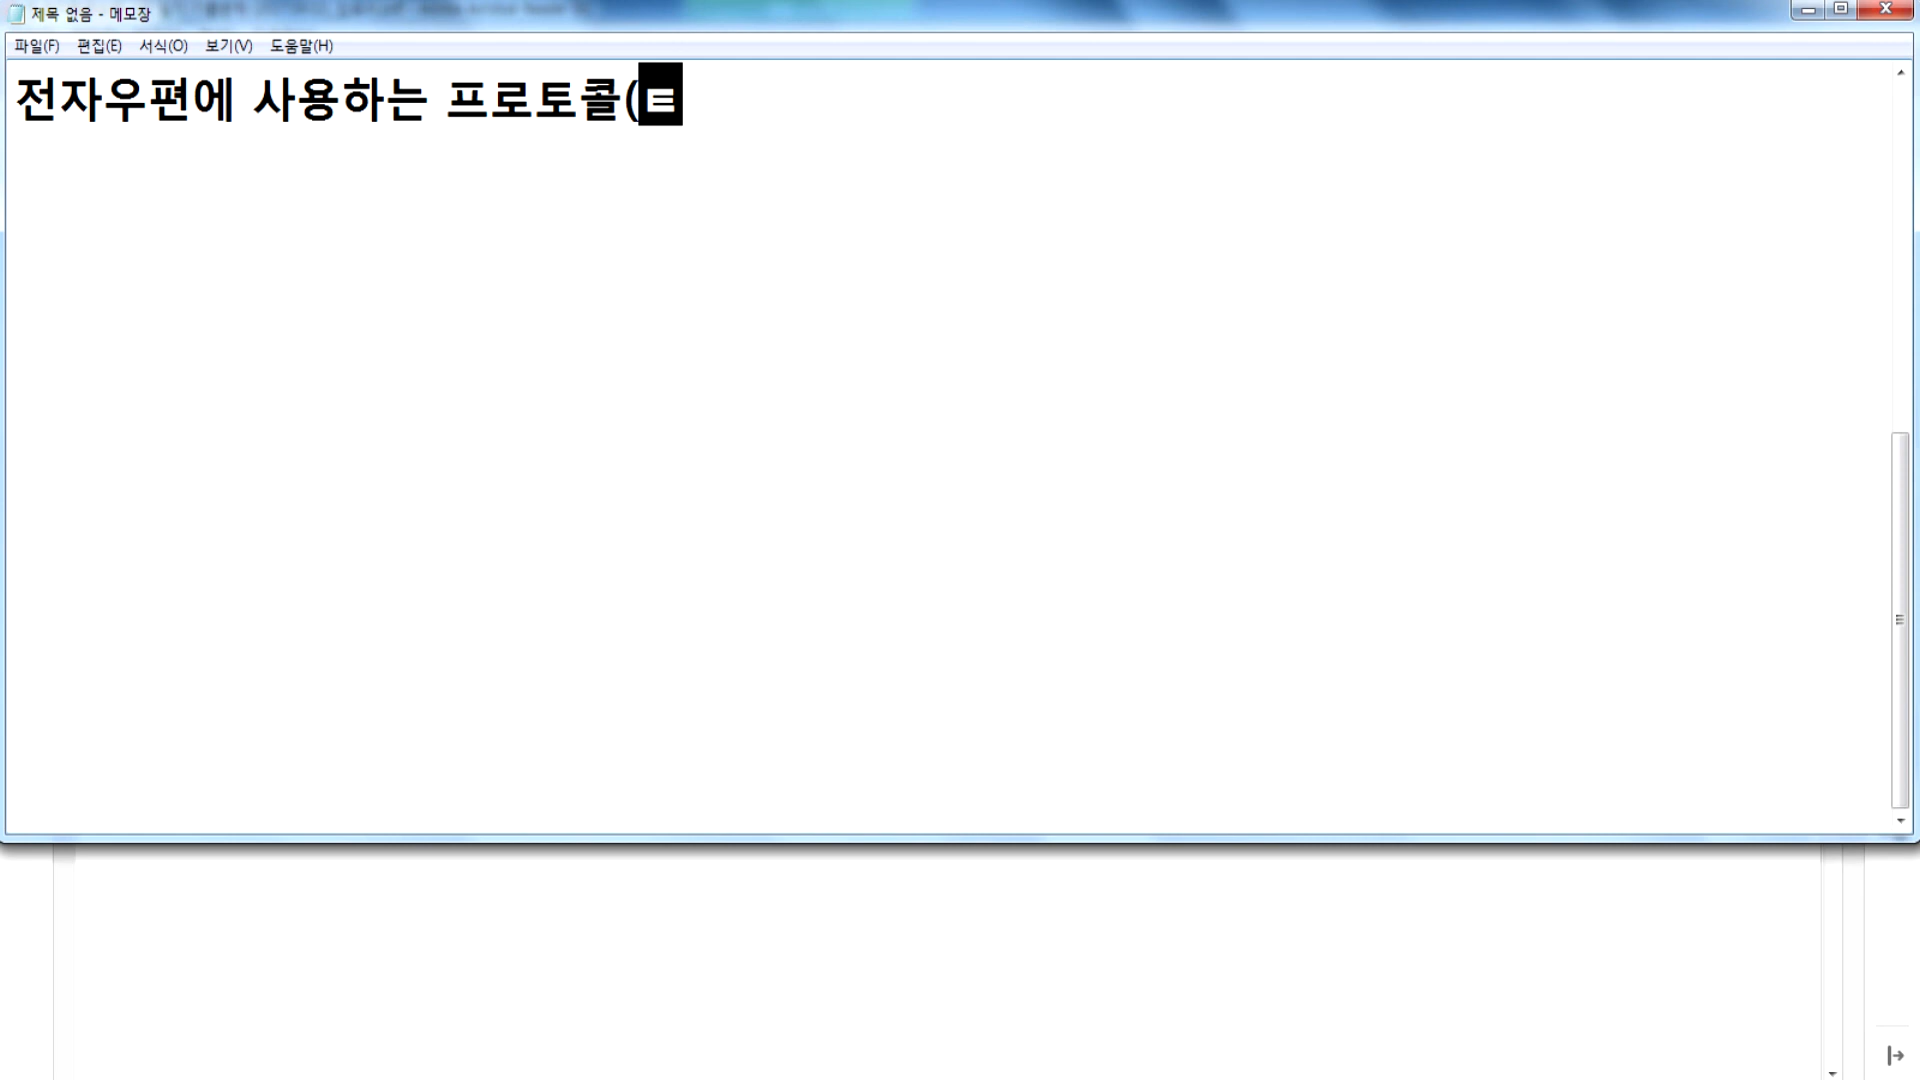 제목 없음 - 메모장
파일(F) 편집(E) 서식(O) 보기(V) 도움말(H)
전자우편에 사용하는 프로토콜(ㅌ